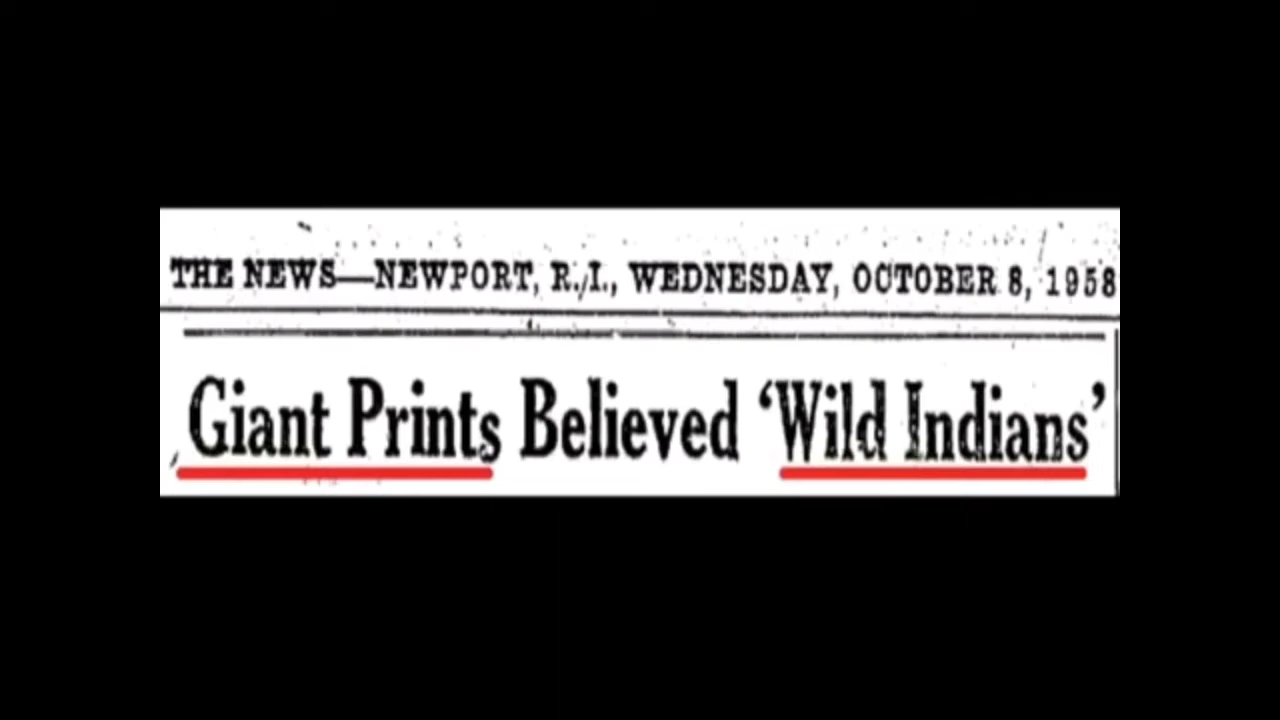 THE NEWS—NEWPORT, R.I., WEDNESDAY, OCTOBER 8, 1958
Giant Prints Believed ‘Wild Indians’